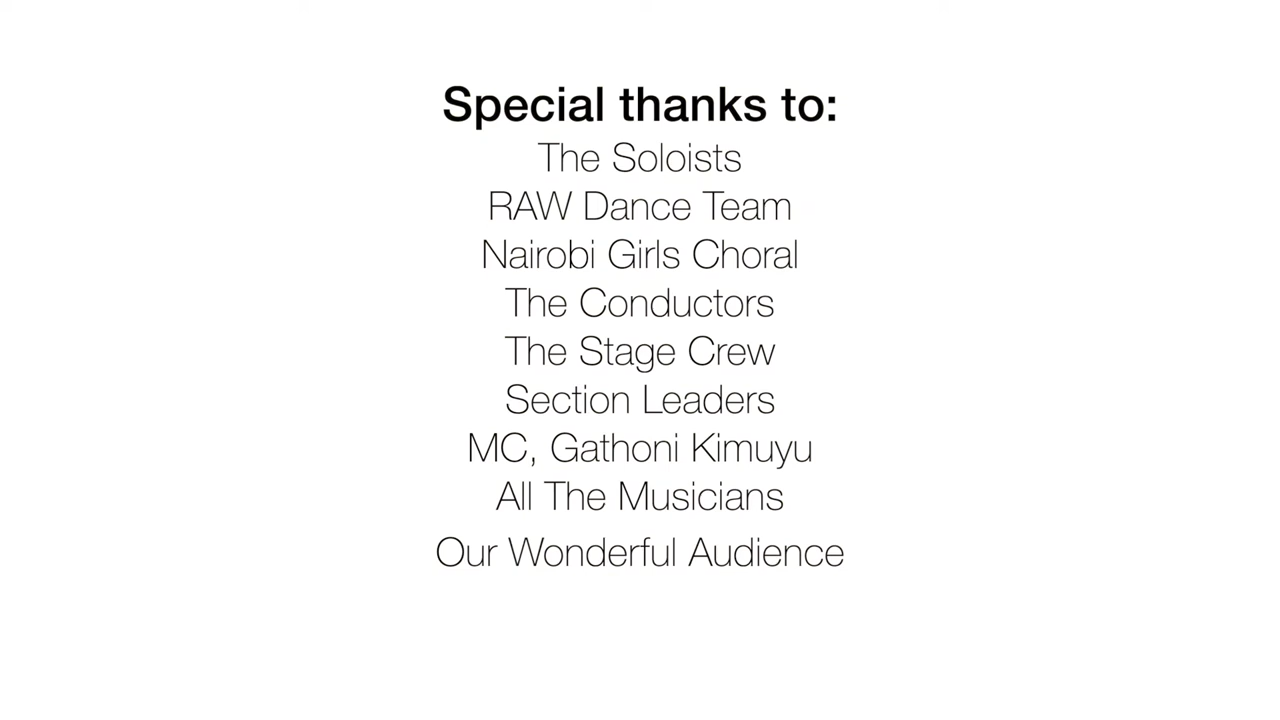 Special thanks to:
The Soloists
RAW Dance Team
Nairobi Girls Choral
The Conductors
The Stage Crew
Section Leaders
MC, Gathoni Kimuyu
All The Musicians
Our Wonderful Audience